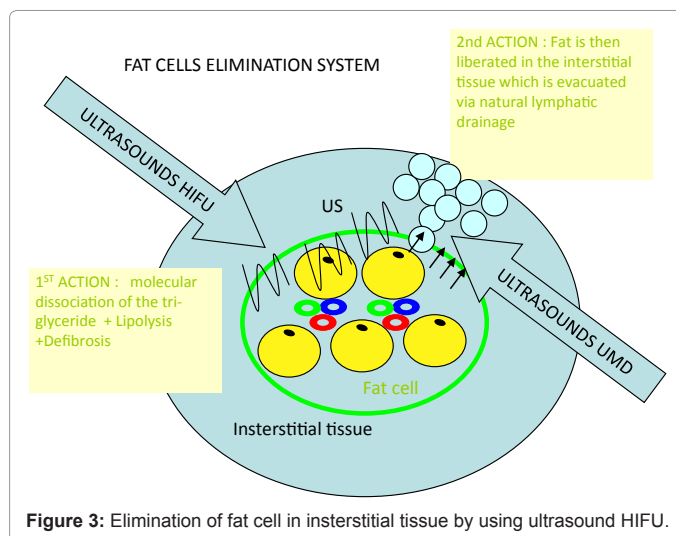 FAT CELLS ELIMINATION SYSTEM
2nd ACTION : Fat is then
liberated in the interstitial
tissue which is evacuated
via natural lymphatic
drainage
ULTRASOUNDS HIFU
US
1ST ACTION : molecular
dissociation of the tri-
glyceride + Lipolysis
+Defibrosis
ULTRASOUNDS UMD
Fat cell
Insterstitial tissue
Figure 3: Elimination of fat cell in insterstitial tissue by using ultrasound HIFU.